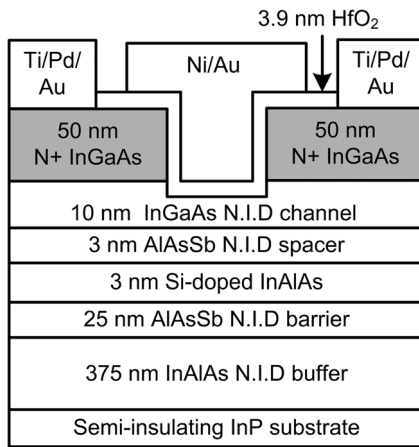 3.9 nm HfO₂
Ti/Pd/
Au
Ni/Au
Ti/Pd/
Au
50 nm
N+ InGaAs
50 nm
N+ InGaAs
10 nm InGaAs N.I.D channel
3 nm AlAsSb N.I.D spacer
3 nm Si-doped InAlAs
25 nm AlAsSb N.I.D barrier
375 nm InAlAs N.I.D buffer
Semi-insulating InP substrate